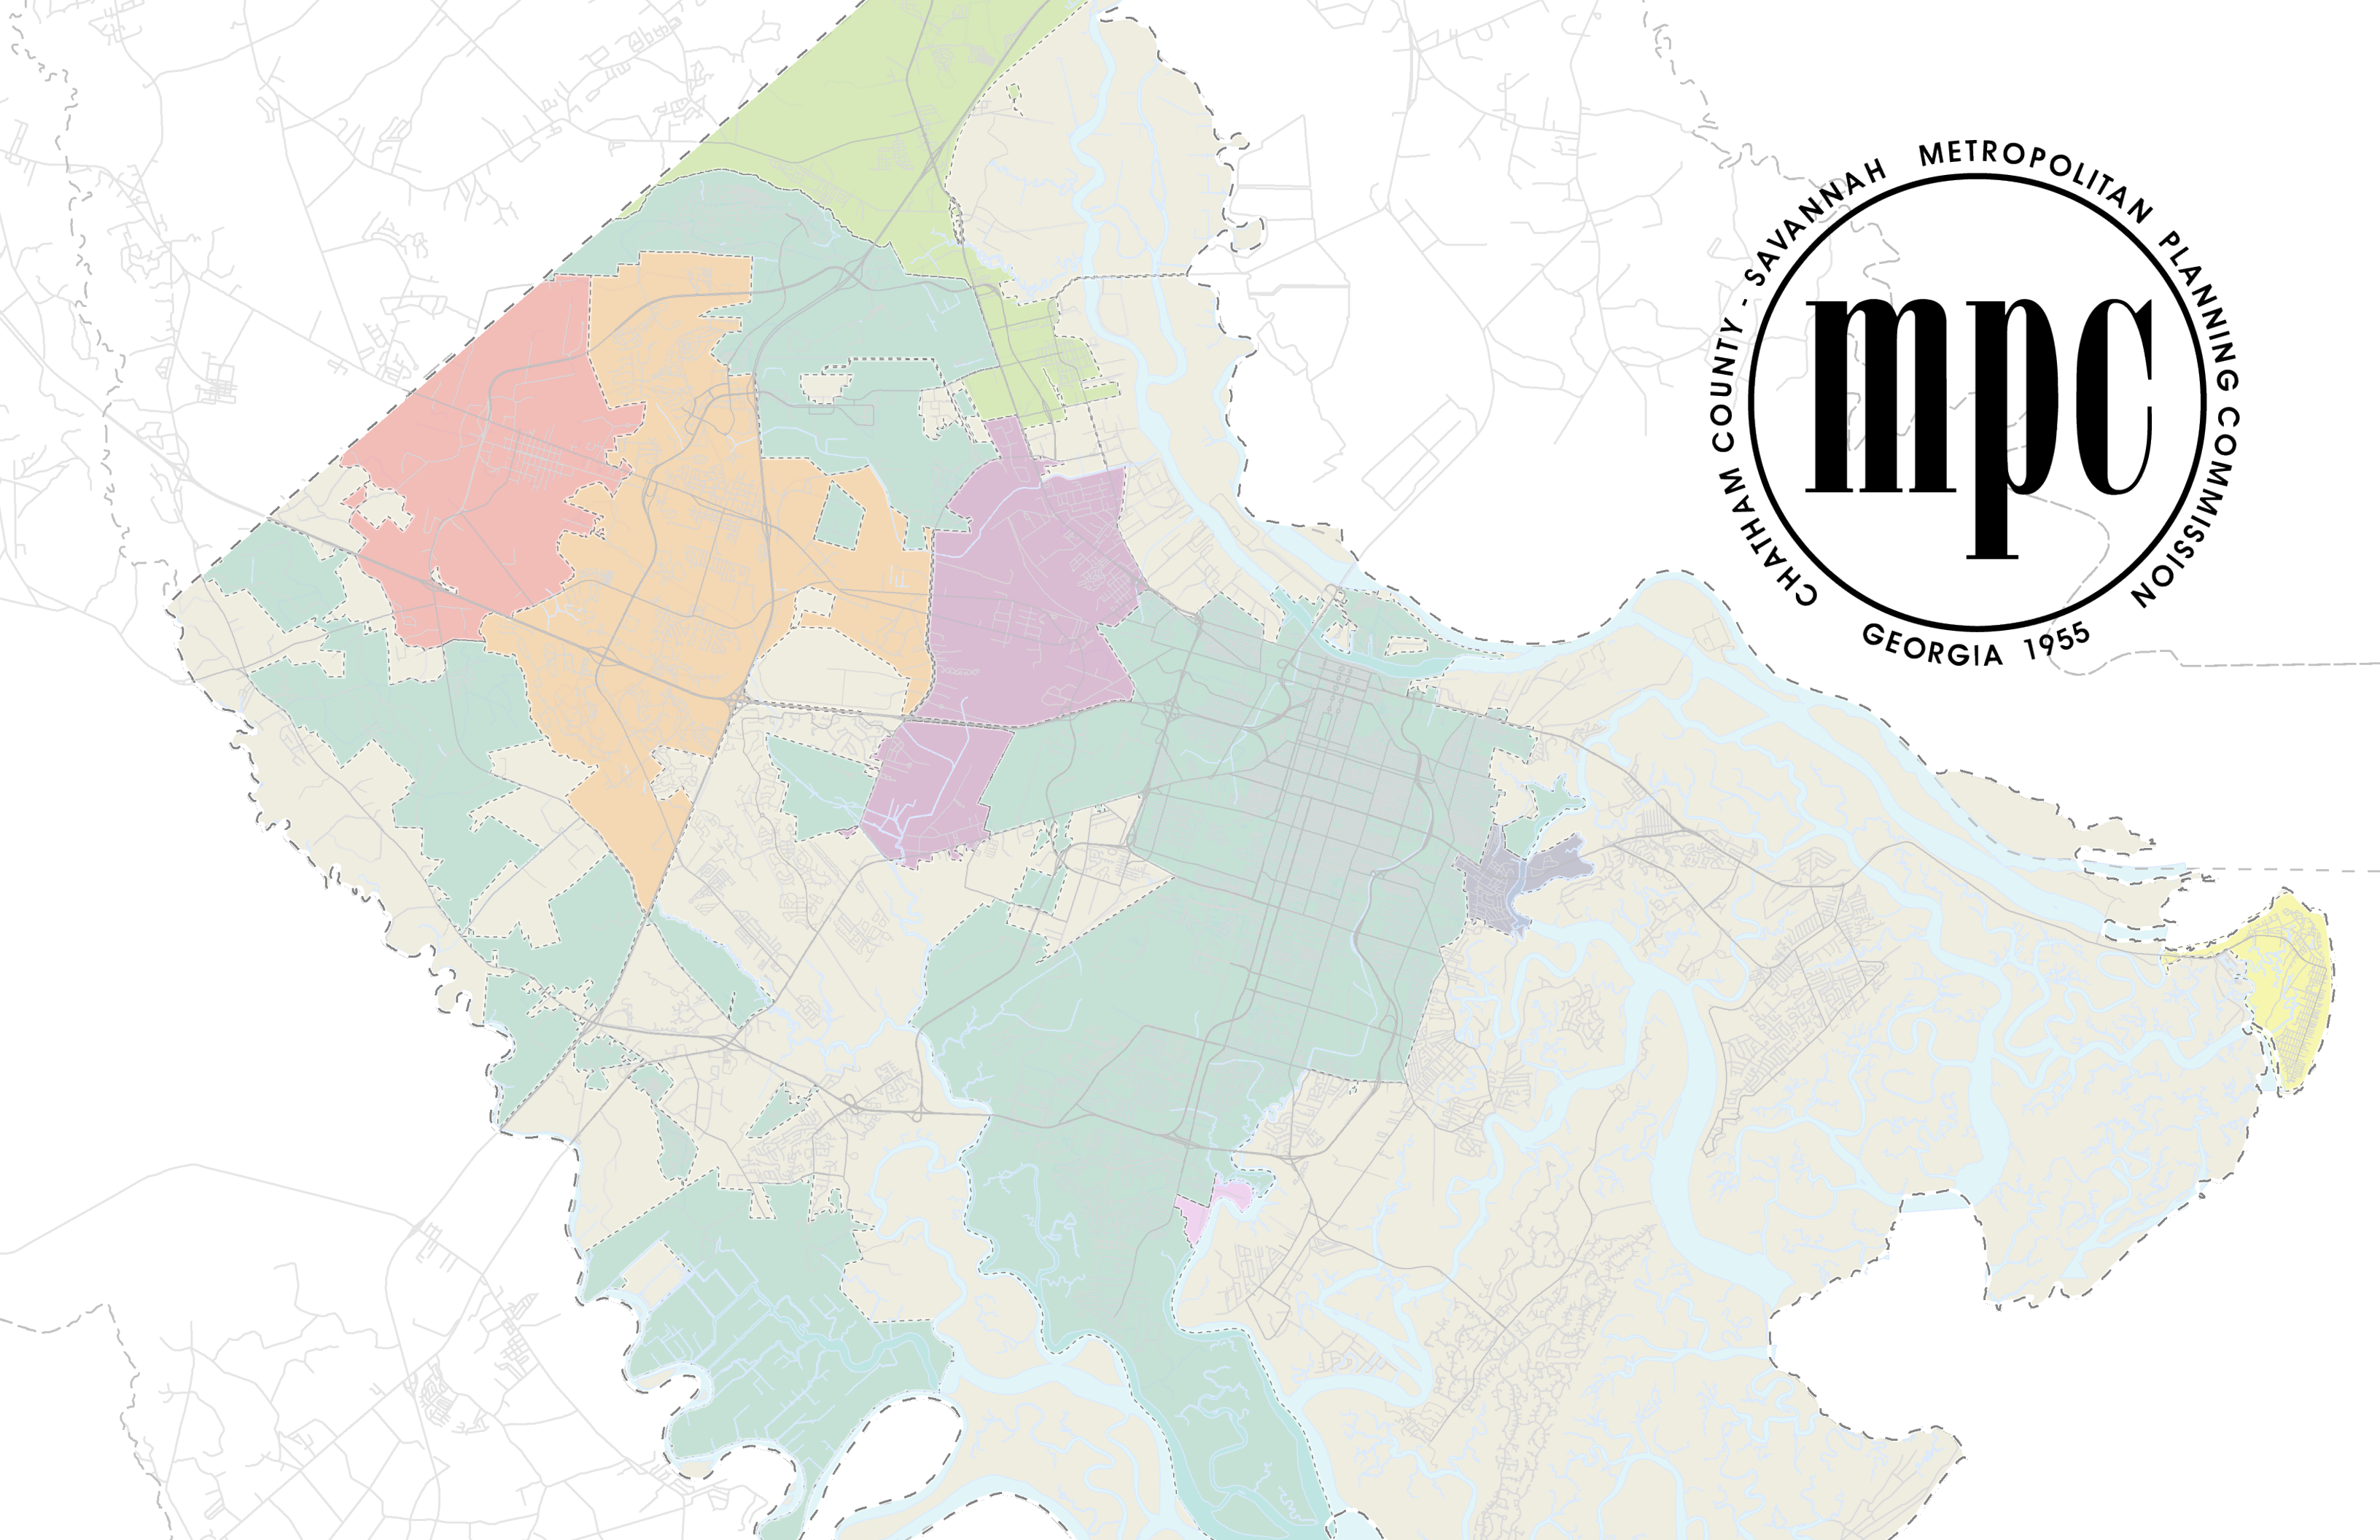 CHATHAM COUNTY - SAVANNAH METROPOLITAN PLANNING COMMISSION
mpc
GEORGIA 1955